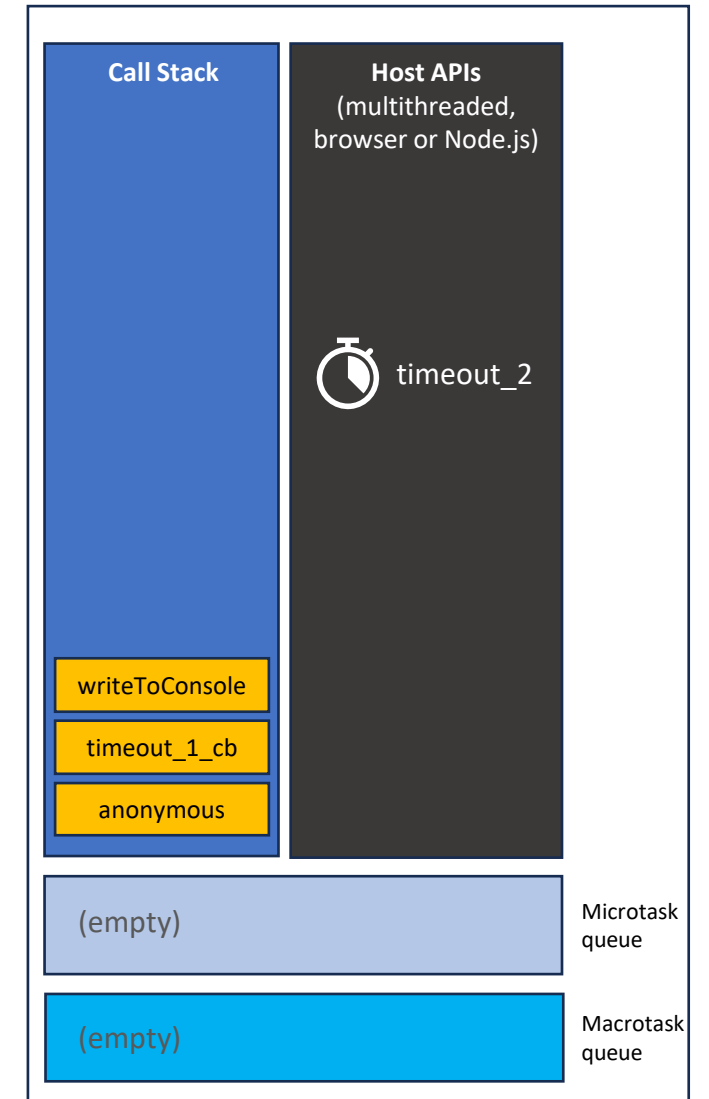 Call Stack
Host APIs
(multithreaded,
browser or Node.js)
timeout_2
writeToConsole
timeout_1_cb
anonymous
(empty)
Microtask
queue
(empty)
Macrotask
queue